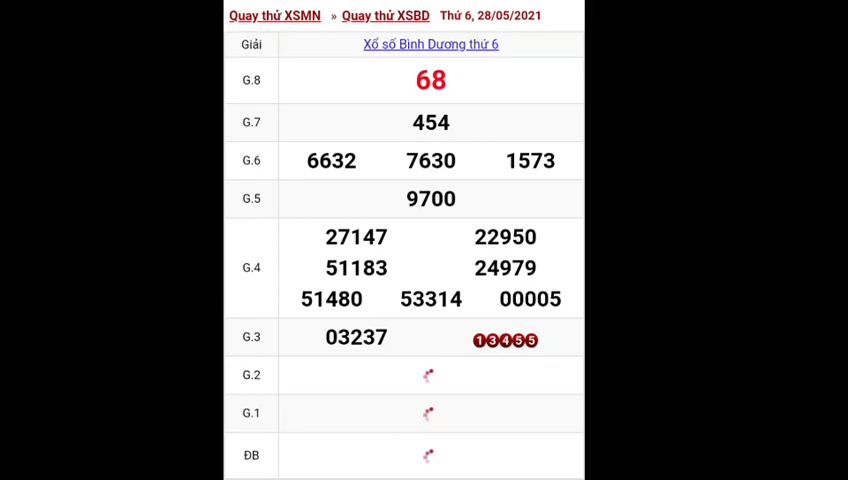 Quay thử XSMN » Quay thử XSBD Thứ 6, 28/05/2021
Giải Xổ số Bình Dương thứ 6
G.8 68
G.7 454
G.6 6632 7630 1573
G.5 9700
G.4 27147 22950
51183 24979
51480 53314 00005
G.3 03237 13455
G.2
G.1
ĐB